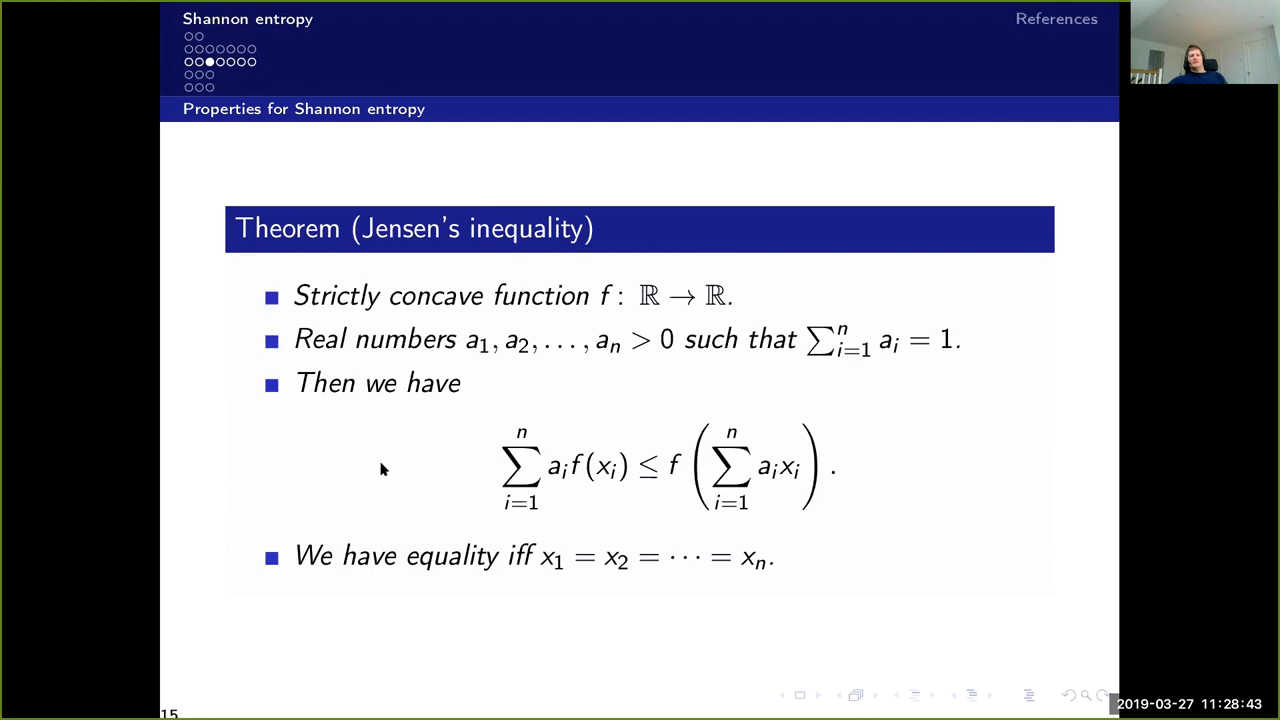 Shannon entropy
References
Properties for Shannon entropy
Theorem (Jensen's inequality)
Strictly concave function f : ℝ → ℝ.
Real numbers a₁, a₂, . . . , aₙ > 0 such that ∑ⁿᵢ₌₁ aᵢ = 1.
Then we have
∑ⁿᵢ₌₁ aᵢf(xᵢ) ≤ f (∑ⁿᵢ₌₁ aᵢxᵢ) .
We have equality iff x₁ = x₂ = · · · = xₙ.
15
2019-03-27 11:28:43